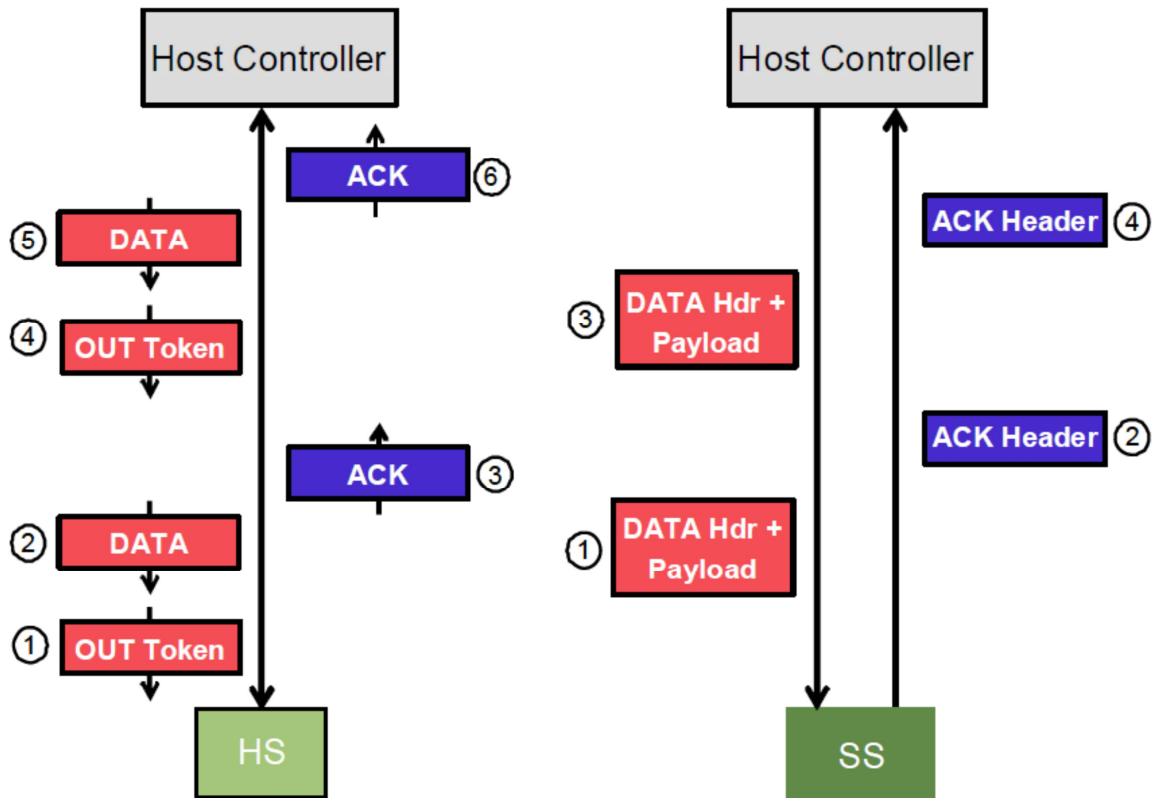 Host Controller
ACK
6
5
DATA
4
OUT Token
ACK
3
2
DATA
1
OUT Token
HS
Host Controller
ACK Header
4
3
DATA Hdr +
Payload
ACK Header
2
1
DATA Hdr +
Payload
SS